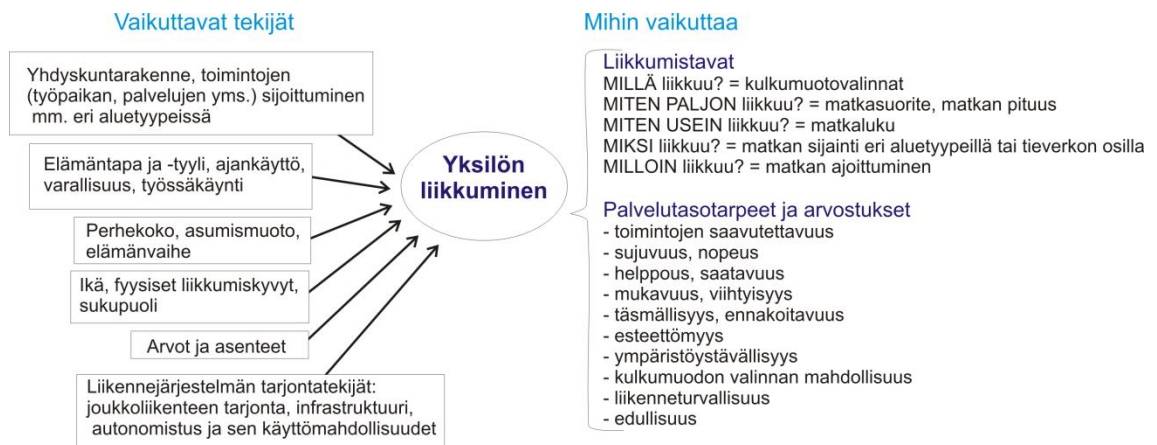 Vaikuttavat tekijät
Yhdyskuntarakenne, toimintojen
(työpaikan, palvelujen yms.) sijoittuminen
mm. eri aluetyypeissä
Elämäntapa ja -tyyli, ajankäyttö,
varallisuus, työssäkäynti
Perhekoko, asumismuoto,
elämänvaihe
Ikä, fyysiset liikkumiskyvyt,
sukupuoli
Arvot ja asenteet
Liikennejärjestelmän tarjontatekijät:
joukkoliikenteen tarjonta, infrastruktuuri,
autonomistus ja sen käyttömahdollisuudet
Yksilön
liikkuminen
Mihin vaikuttaa
Liikkumistavat
MILLÄ liikkuu? = kulkumuotovalinnat
MITEN PALJON liikkuu? = matkasuorite, matkan pituus
MITEN USEIN liikkuu? = matkaluku
MIKSI liikkuu? = matkan sijainti eri aluetyypeillä tai tieverkon osilla
MILLOIN liikkuu? = matkan ajoittuminen
Palvelutasotarpeet ja arvostukset
- toimintojen saavutettavuus
- sujuvuus, nopeus
- helppous, saatavuus
- mukavuus, viihtyisyys
- täsmällisyys, ennakoitavuus
- esteettömyys
- ympäristöystävällisyys
- kulkumuodon valinnan mahdollisuus
- liikenneturvallisuus
- edullisuus